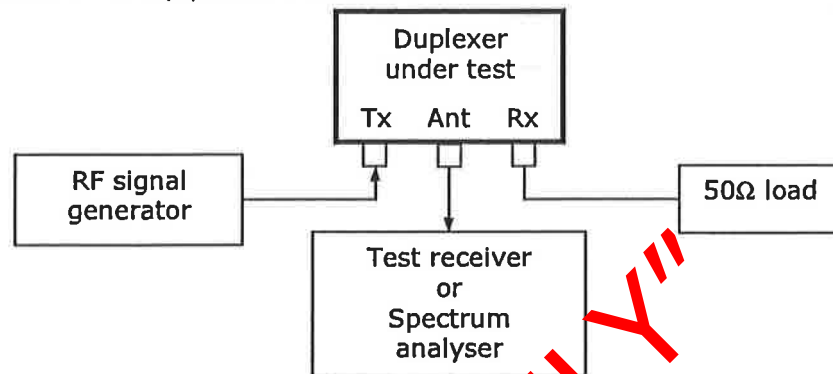 Duplexer
under test
Tx Ant Rx
RF signal
generator
50Ω load
Test receiver
or
Spectrum
analyser
Y"